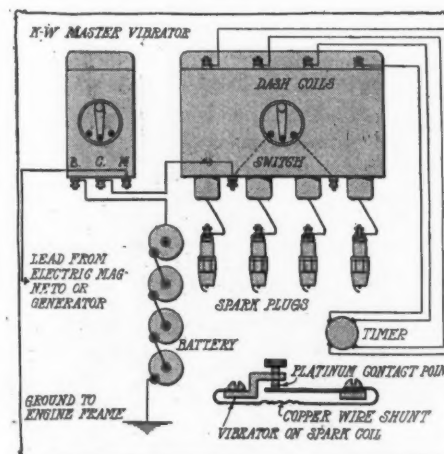 K-W MASTER VIBRATOR
DASH COILS
SWITCH
B. C. M
LEAD FROM
ELECTRIC MAG-
NETO OR
GENERATOR
SPARK PLUGS
BATTERY
TIMER
PLATINUM CONTACT POINT
GROUND TO
ENGINE FRAME
COPPER WIRE SHUNT
VIBRATOR ON SPARK COIL